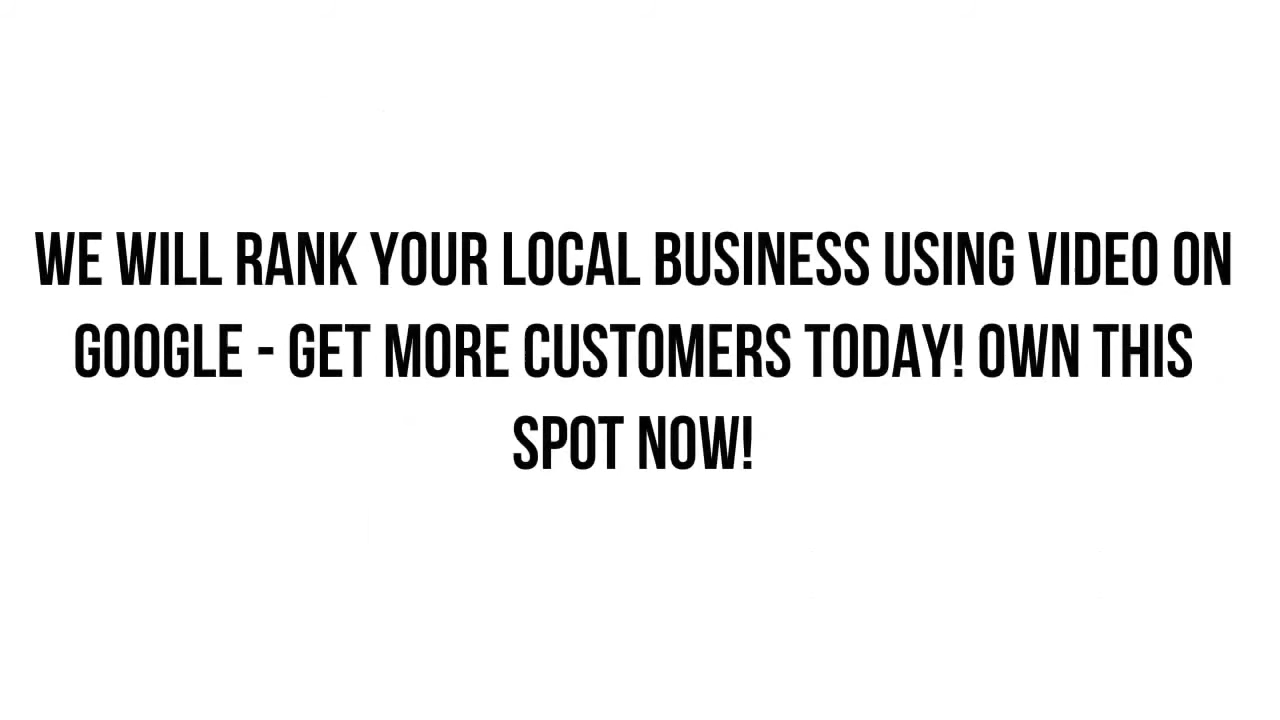 WE WILL RANK YOUR LOCAL BUSINESS USING VIDEO ON
GOOGLE - GET MORE CUSTOMERS TODAY! OWN THIS
SPOT NOW!